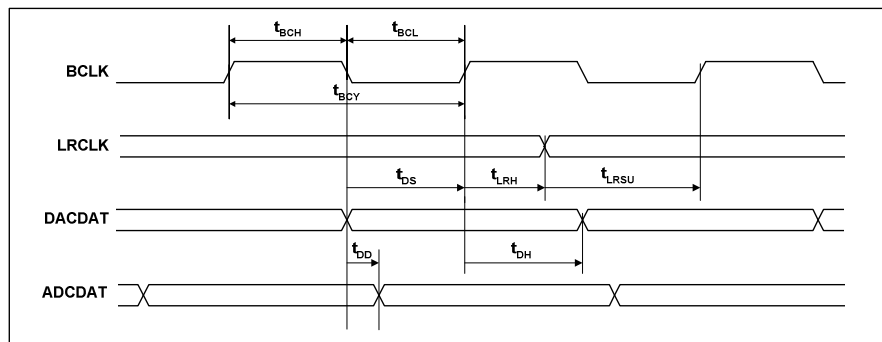 tBCH
tBCL
BCLK
tBCY
LRCLK
tDS
tLRH
tLRSU
DACDAT
tDD
tDH
ADCDAT